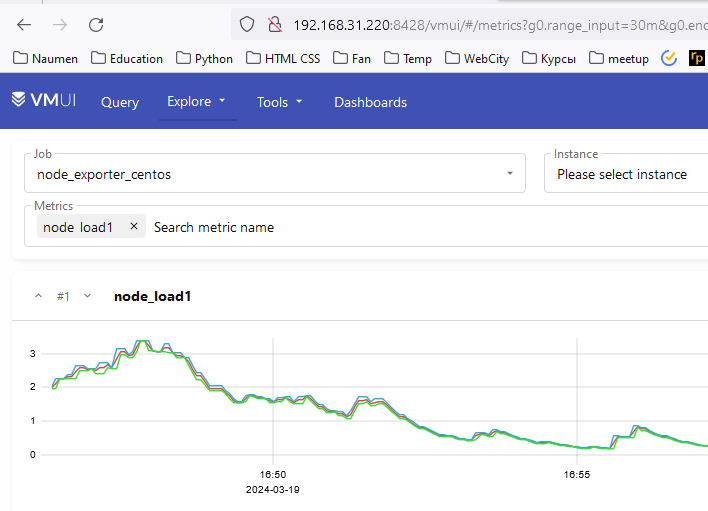 192.168.31.220:8428/vmui/#/metrics?g0.range_input=30m&g0.end
Naumen Education Python HTML CSS Fan Temp WebCity Курсы meetup rp
VMUI Query Explore Tools Dashboards
Job Instance
node_exporter_centos Please select instance
Metrics
node_load1 × Search metric name
#1 node_load1
3
2
1
0
16:50 16:55
2024-03-19